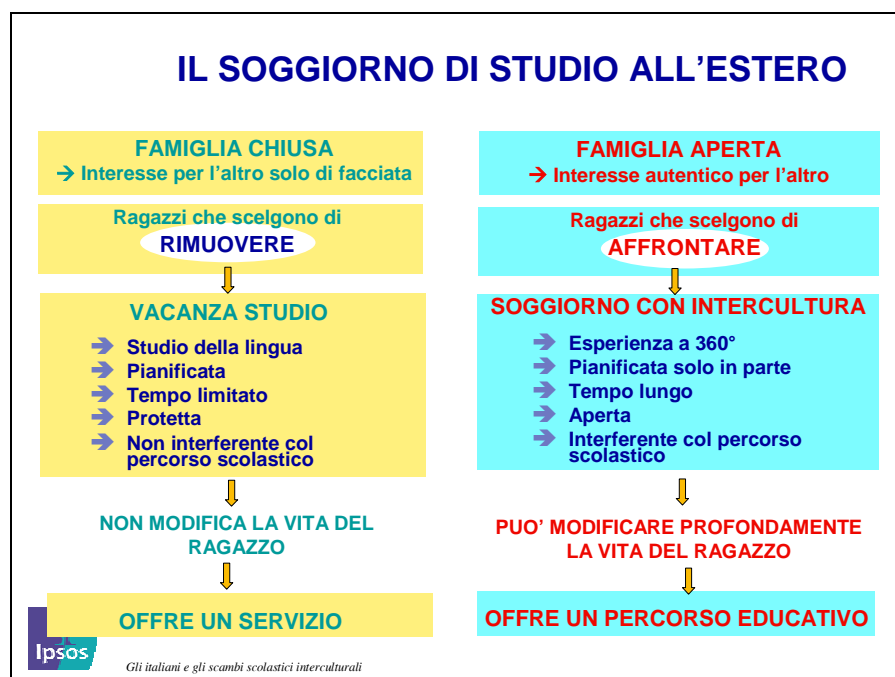 IL SOGGIORNO DI STUDIO ALL'ESTERO
FAMIGLIA CHIUSA
→ Interesse per l'altro solo di facciata
Ragazzi che scelgono di
RIMUOVERE
VACANZA STUDIO
➔ Studio della lingua
➔ Pianificata
➔ Tempo limitato
➔ Protetta
➔ Non interferente col
percorso scolastico
NON MODIFICA LA VITA DEL
RAGAZZO
OFFRE UN SERVIZIO
FAMIGLIA APERTA
→ Interesse autentico per l'altro
Ragazzi che scelgono di
AFFRONTARE
SOGGIORNO CON INTERCULTURA
➔ Esperienza a 360°
➔ Pianificata solo in parte
➔ Tempo lungo
➔ Aperta
➔ Interferente col percorso
scolastico
PUO' MODIFICARE PROFONDAMENTE
LA VITA DEL RAGAZZO
OFFRE UN PERCORSO EDUCATIVO
Ipsos
Gli italiani e gli scambi scolastici interculturali